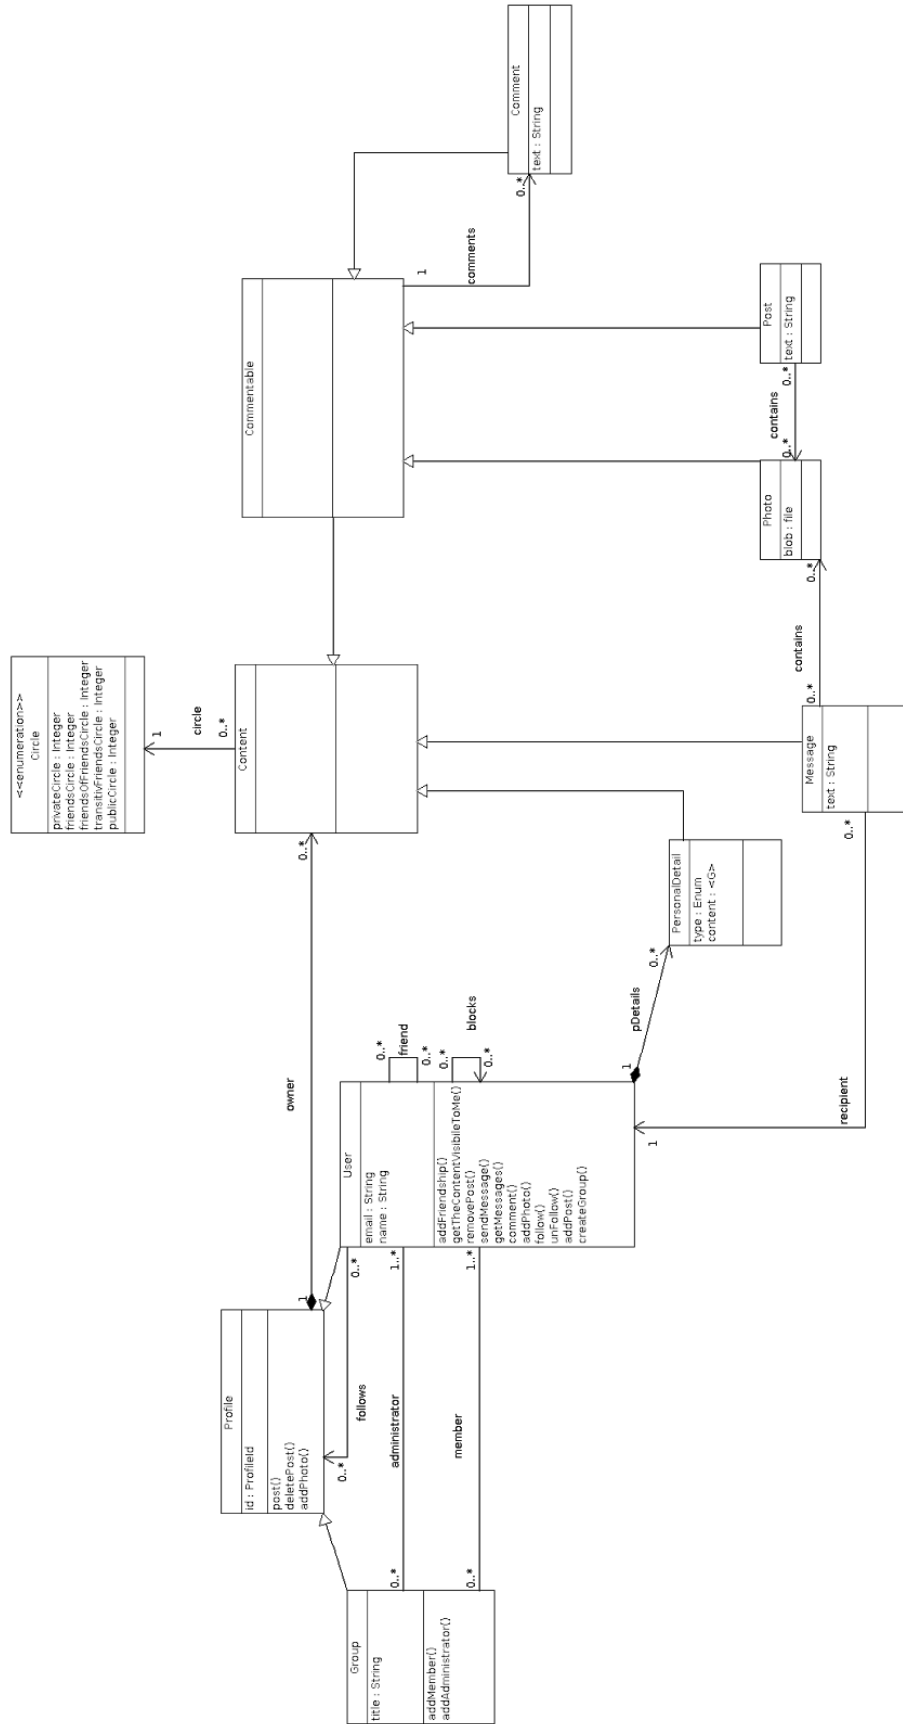 <<enumeration>>
Circle
privateCircle : Integer
friendsCircle : Integer
friendsOfFriendsCircle : Integer
transitivFriendsCircle : Integer
publicCircle : Integer
1
circle
0..*
Profile
id : ProfileId
post()
deletePost()
addPhoto()
1
owner
0..*
Content
Commentable
1
comments
0..*
Comment
text : String
Group
title : String
addMember()
addAdministrator()
0..*
follows
0..*
0..*
administrator
1..*
0..*
member
1..*
User
email : String
name : String
addFriendship()
getTheContentVisibileToMe()
removePost()
sendMessage()
getMessages()
comment()
addPhoto()
follow()
unFollow()
addPost()
createGroup()
0..*
friend
0..*
0..*
blocks
0..*
1
pDetails
0..*
PersonalDetail
type : Enum
content : <G>
1
recipient
0..*
Message
text : String
0..*
contains
0..*
Photo
blob : file
0..*
contains
0..*
Post
text : String